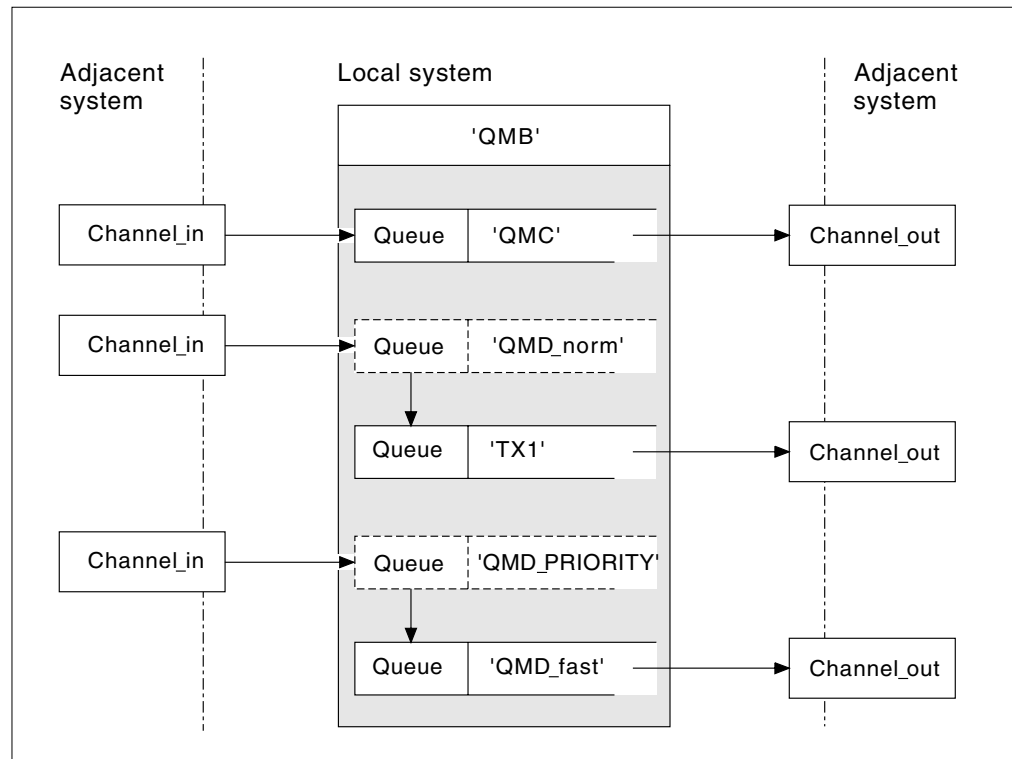 Adjacent
system
Local system
Adjacent
system
'QMB'
Channel_in
Queue
'QMC'
Channel_out
Channel_in
Queue
'QMD_norm'
Queue
'TX1'
Channel_out
Channel_in
Queue
'QMD_PRIORITY'
Queue
'QMD_fast'
Channel_out